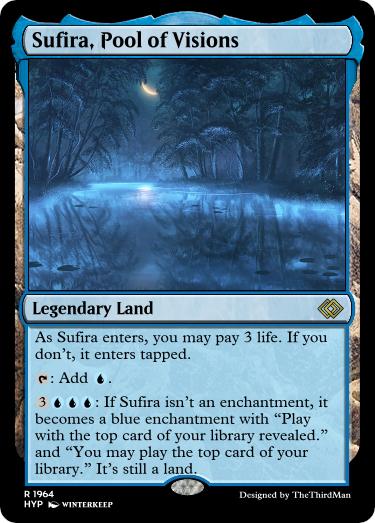 Sufira, Pool of Visions
Legendary Land
As Sufira enters, you may pay 3 life. If you
don't, it enters tapped.
: Add .
3 : If Sufira isn't an enchantment, it
becomes a blue enchantment with “Play
with the top card of your library revealed.”
and “You may play the top card of your
library.” It's still a land.
R 1964
HYP WINTERKEEP
Designed by TheThirdMan